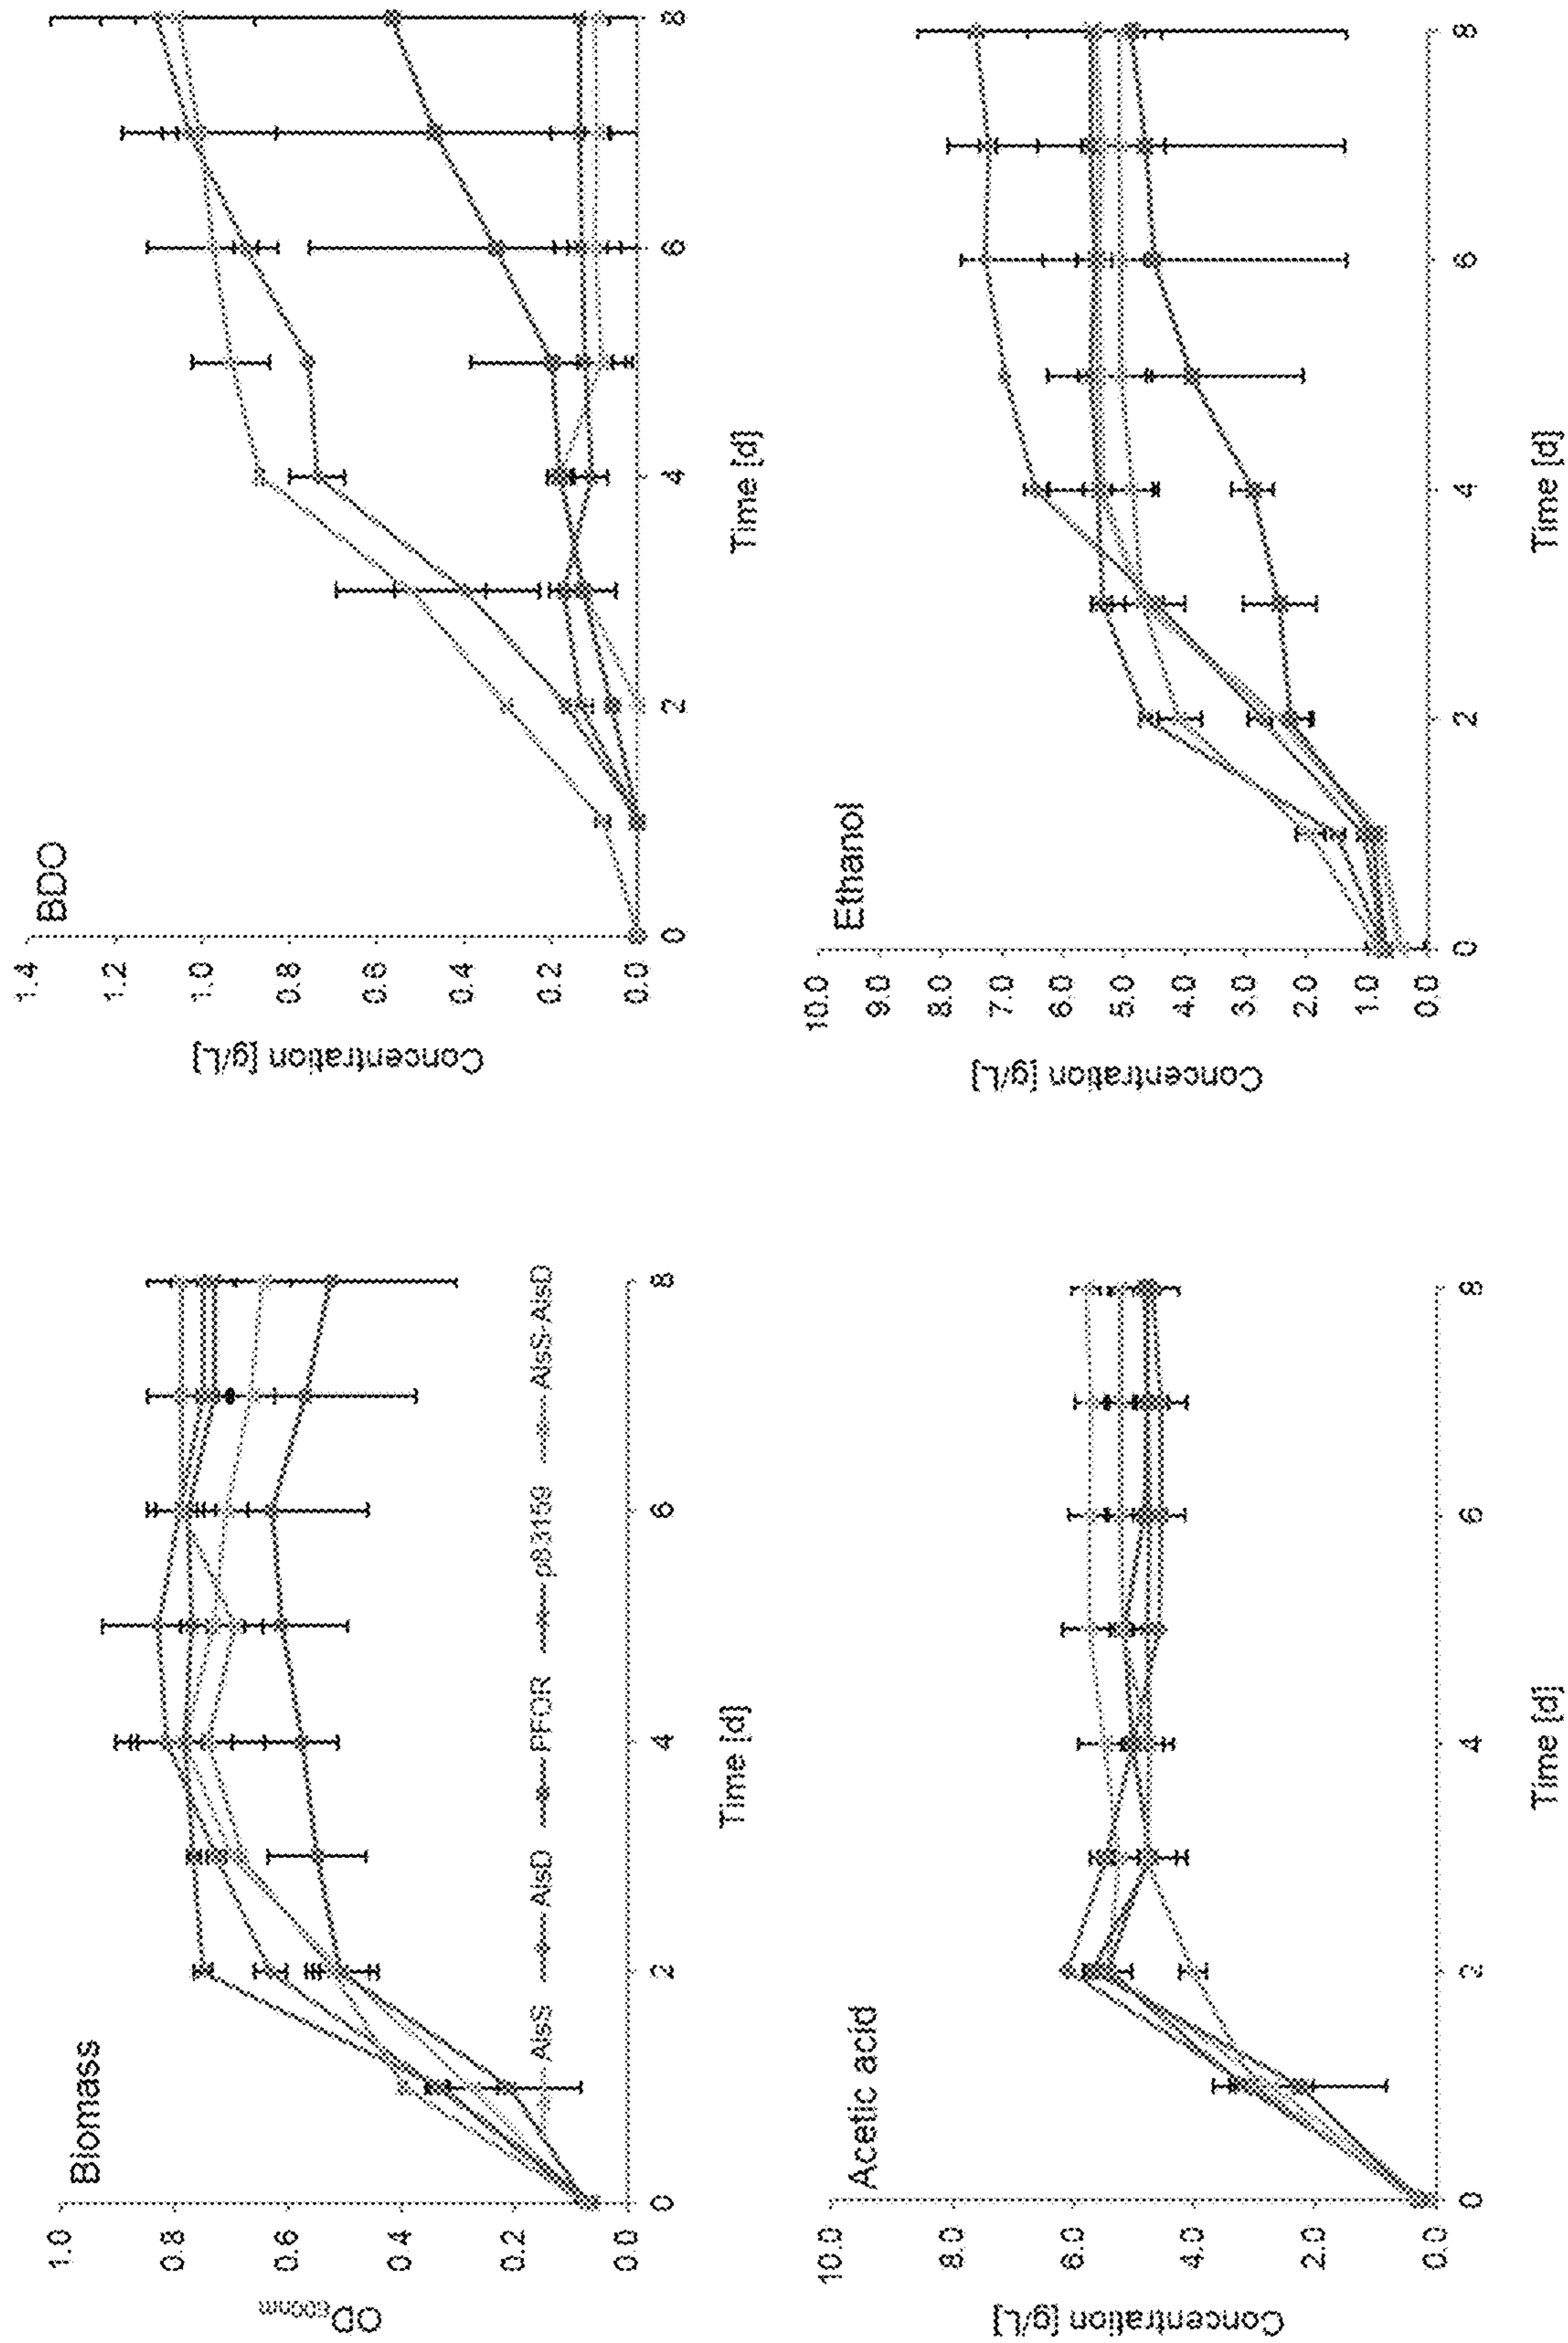 Biomass
OD600nm
1.0
0.8
0.6
0.4
0.2
0.0
0 2 4 6 8
Time [d]
AlsS AlsD PFOR p83159 AlsS-AlsD
BDO
Concentration [g/L]
1.4
1.2
1.0
0.8
0.6
0.4
0.2
0.0
0 2 4 6 8
Time [d]
Acetic acid
Concentration [g/L]
10.0
8.0
6.0
4.0
2.0
0.0
0 2 4 6 8
Time [d]
Ethanol
Concentration [g/L]
10.0
9.0
8.0
7.0
6.0
5.0
4.0
3.0
2.0
1.0
0.0
0 2 4 6 8
Time [d]